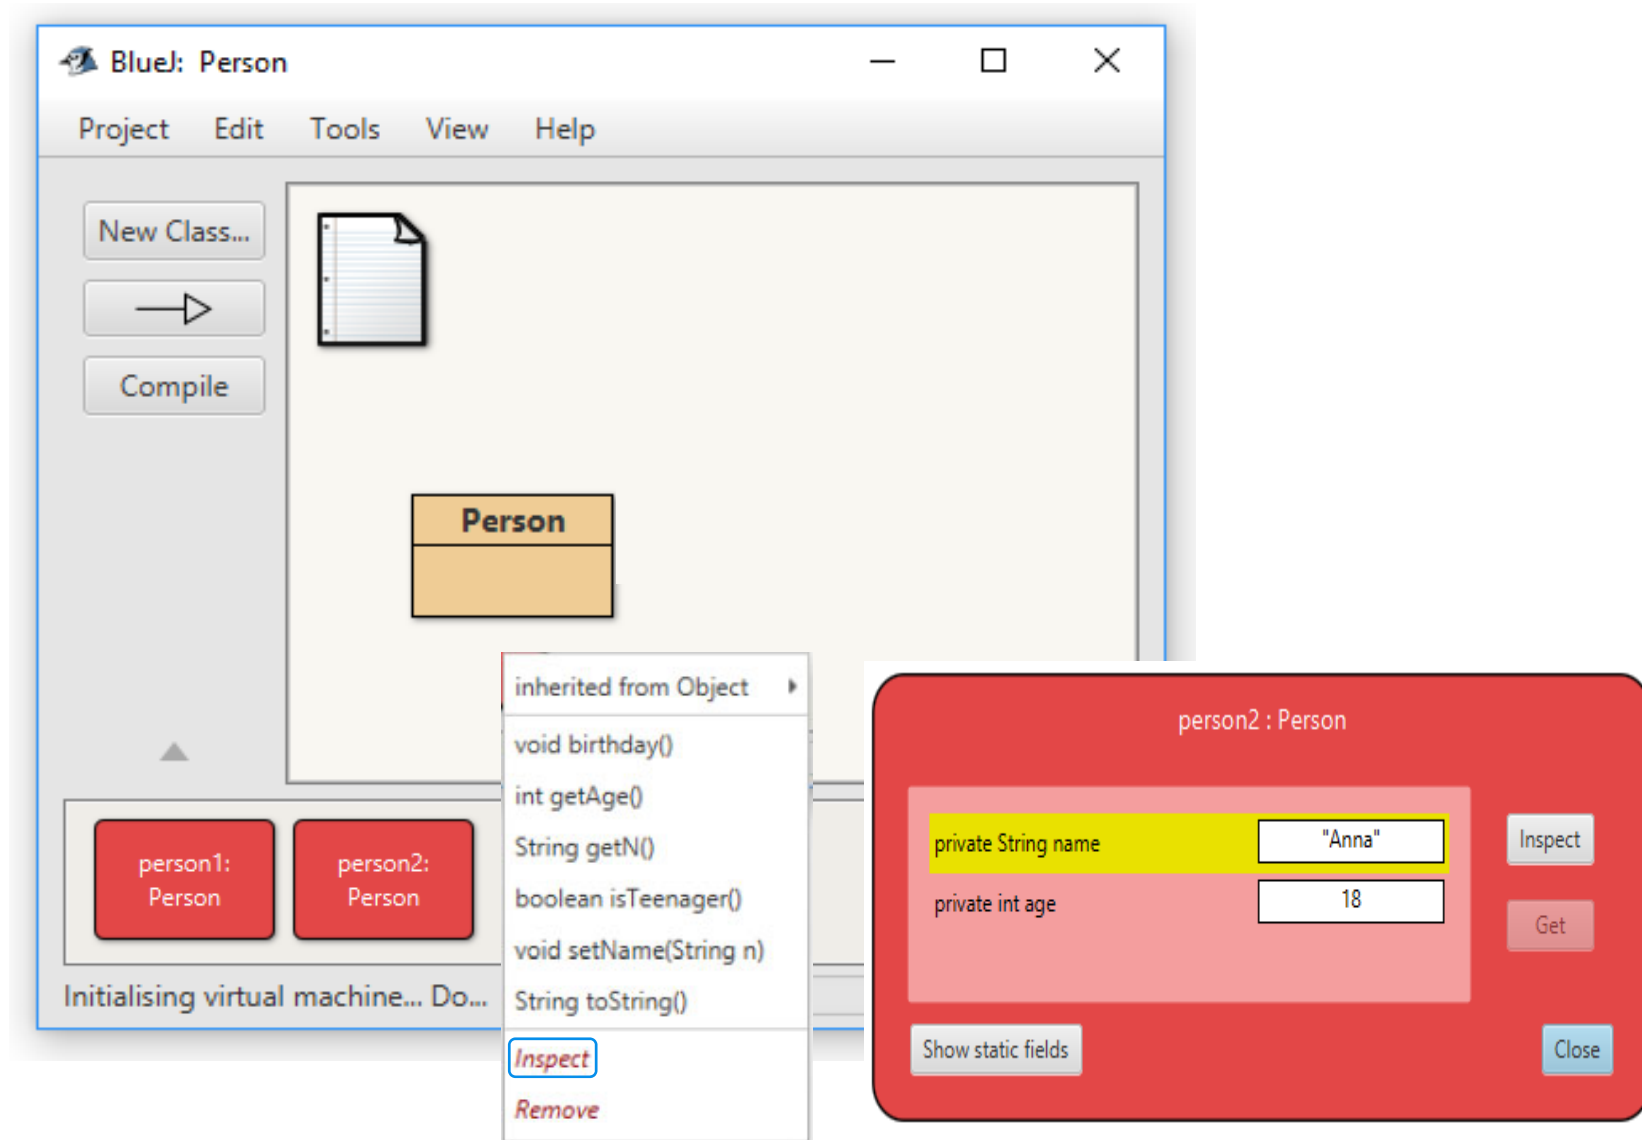 BlueJ: Person
Project Edit Tools View Help
New Class...
Compile
Person
inherited from Object
void birthday()
int getAge()
String getN()
boolean isTeenager()
void setName(String n)
String toString()
Inspect
Remove
person1:
Person
person2:
Person
Initialising virtual machine... Do...
person2 : Person
private String name "Anna"
private int age 18
Inspect
Get
Show static fields
Close